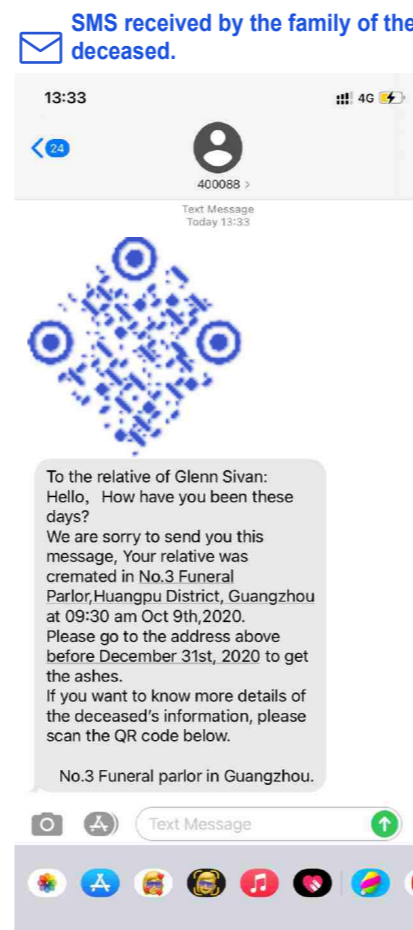 SMS received by the family of the
deceased.
13:33
4G
24
400088 >
Text Message
Today 13:33
To the relative of Glenn Sivan:
Hello, How have you been these
days?
We are sorry to send you this
message, Your relative was
cremated in No.3 Funeral
Parlor,Huangpu District, Guangzhou
at 09:30 am Oct 9th,2020.
Please go to the address above
before December 31st, 2020 to get
the ashes.
If you want to know more details of
the deceased's information, please
scan the QR code below.
No.3 Funeral parlor in Guangzhou.
Text Message